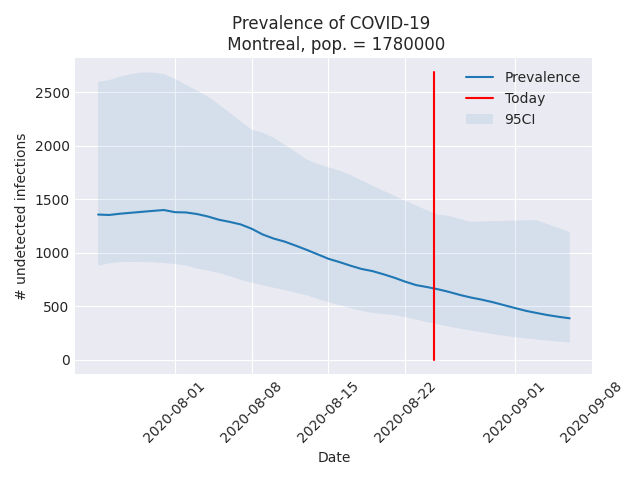 Prevalence of COVID-19
Montreal, pop. = 1780000
# undetected infections
2500
2000
1500
1000
500
0
Prevalence
Today
95CI
2020-08-01
2020-08-08
2020-08-15
2020-08-22
2020-09-01
2020-09-08
Date